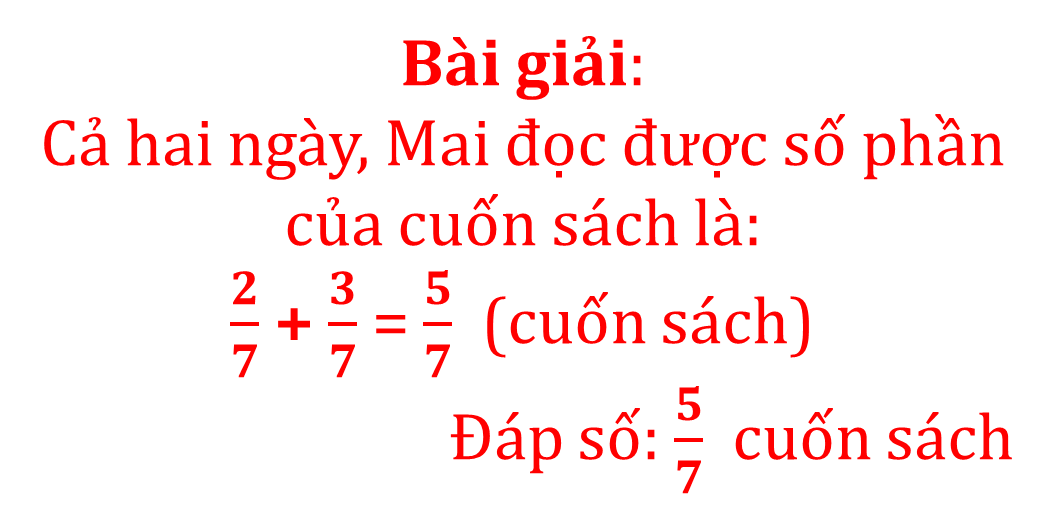 Bài giải:
Cả hai ngày, Mai đọc được số phần
của cuốn sách là:
2/7 + 3/7 = 5/7 (cuốn sách)
Đáp số: 5/7 cuốn sách